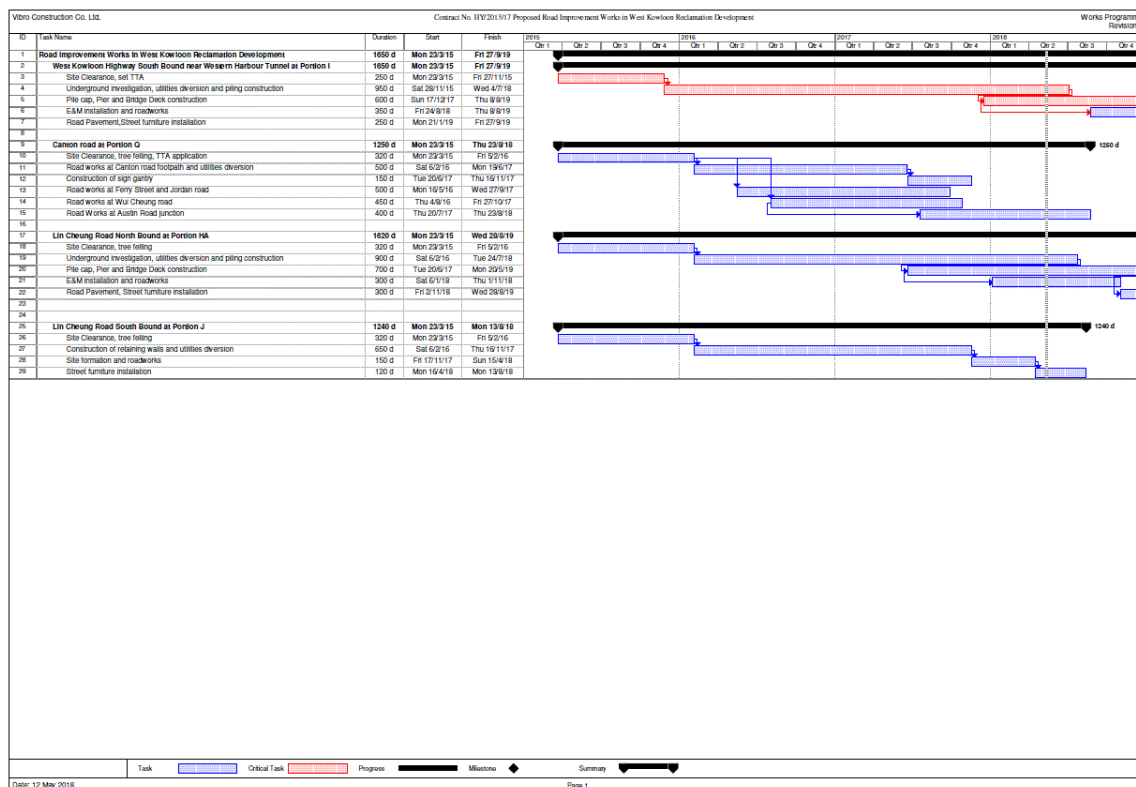 Vibro Construction Co. Ltd. Contract No. HY/2013/17 Proposed Road Improvement Works in West Kowloon Reclamation Development Works Programm
Revision
ID Task Name Duration Start Finish 2015 2016 2017 2018
Qtr 1 Qtr 2 Qtr 3 Qtr 4 Qtr 1 Qtr 2 Qtr 3 Qtr 4 Qtr 1 Qtr 2 Qtr 3 Qtr 4 Qtr 1 Qtr 2 Qtr 3 Qtr 4
1 Road Improvement Works in West Kowloon Reclamation Development 1650 d Mon 23/3/15 Fri 27/9/19
2 West Kowloon Highway South Bound near Western Harbour Tunnel at Portion I 1650 d Mon 23/3/15 Fri 27/9/19
3 Site Clearance, set TTA 250 d Mon 23/3/15 Fri 27/11/15
4 Underground investigation, utilities diversion and piling construction 950 d Sat 28/11/15 Wed 4/7/18
5 Pile cap, Pier and Bridge Deck construction 600 d Sun 17/12/17 Thu 8/8/19
6 E&M installation and roadworks 350 d Fri 24/8/18 Thu 8/8/19
7 Road Pavement,Street furniture installation 250 d Mon 21/1/19 Fri 27/9/19
8
9 Canton road at Portion Q 1250 d Mon 23/3/15 Thu 23/8/18 1250 d
10 Site Clearance, tree felling, TTA application 320 d Mon 23/3/15 Fri 5/2/16
11 Road works at Canton road footpath and utilities diversion 500 d Sat 6/2/16 Mon 19/6/17
12 Construction of sign gantry 150 d Tue 20/6/17 Thu 16/11/17
13 Road works at Ferry Street and Jordan road 500 d Mon 16/5/16 Wed 27/9/17
14 Roadworks at Wui Cheung road 450 d Thu 4/8/16 Fri 27/10/17
15 Road Works at Austin Road junction 400 d Thu 20/7/17 Thu 23/8/18
16
17 Lin Cheung Road North Bound at Portion HA 1620 d Mon 23/3/15 Wed 28/8/19
18 Site Clearance, tree felling 320 d Mon 23/3/15 Fri 5/2/16
19 Underground investigation, utilities diversion and piling construction 900 d Sat 6/2/16 Tue 24/7/18
20 Pile cap, Pier and Bridge Deck construction 700 d Tue 20/6/17 Mon 20/5/19
21 E&M installation and roadworks 300 d Sat 6/1/18 Thu 1/11/18
22 Road Pavement, Street furniture installation 300 d Fri 2/11/18 Wed 28/8/19
23
24
25 Lin Cheung Road South Bound at Portion J 1240 d Mon 23/3/15 Mon 13/8/18 1240 d
26 Site Clearance, tree felling 320 d Mon 23/3/15 Fri 5/2/16
27 Construction of retaining walls and utilities diversion 650 d Sat 6/2/16 Thu 16/11/17
28 Site formation and roadworks 150 d Fri 17/11/17 Sun 15/4/18
29 Street furniture installation 120 d Mon 16/4/18 Mon 13/8/18
Task Critical Task Progress Milestone Summary
Date: 12 May 2018 Page 1